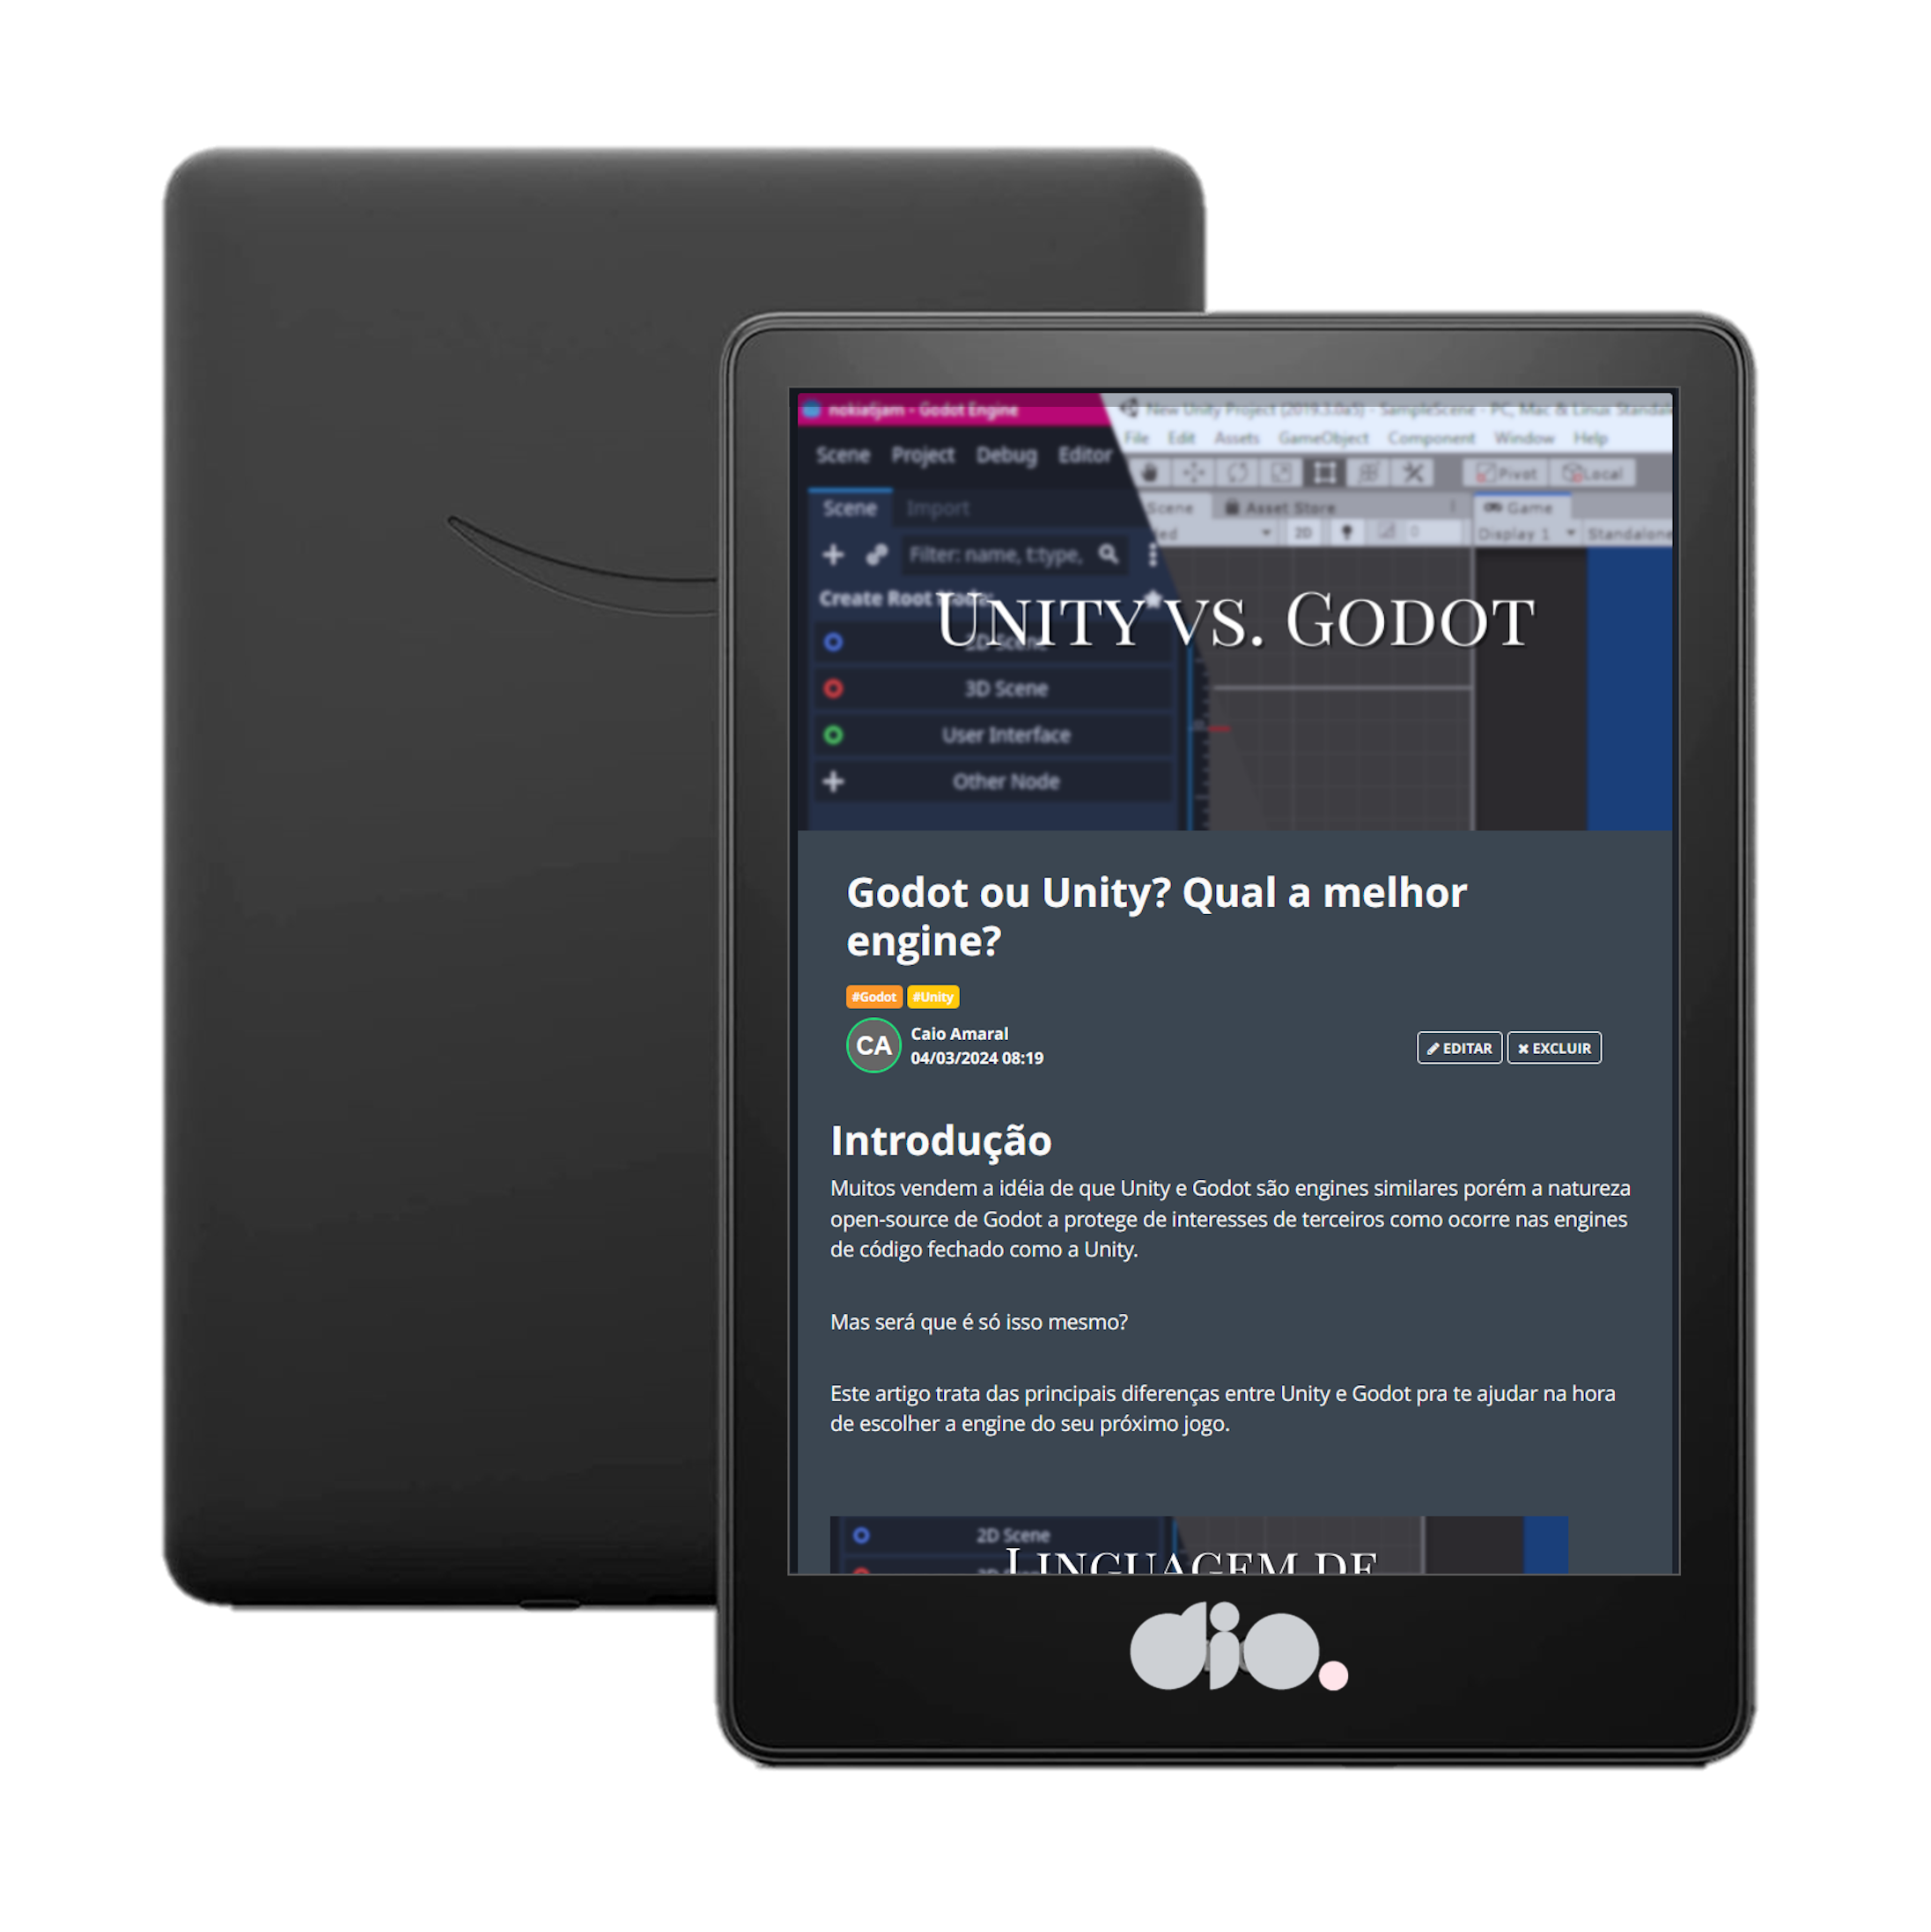 nokiatjam - Godot Engine
New Unity Project (2019.3.0a5) - SampleScene - PC, Mac & Linux Standal
File Edit Assets GameObject Component Window Help
Scene Project Debug Editor
Pivot Local
Scene Import
Scene Asset Store Game
2D 0 Display 1 Standalone
Filter: name, t:type,
Create Root
UNITY VS. GODOT
2D Scene
3D Scene
User Interface
Other Node
Godot ou Unity? Qual a melhor
engine?
#Godot #Unity
CA Caio Amaral
04/03/2024 08:19
EDITAR EXCLUIR
Introdução
Muitos vendem a idéia de que Unity e Godot são engines similares porém a natureza
open-source de Godot a protege de interesses de terceiros como ocorre nas engines
de código fechado como a Unity.
Mas será que é só isso mesmo?
Este artigo trata das principais diferenças entre Unity e Godot pra te ajudar na hora
de escolher a engine do seu próximo jogo.
2D Scene
LINGUAGEM DE
dio.